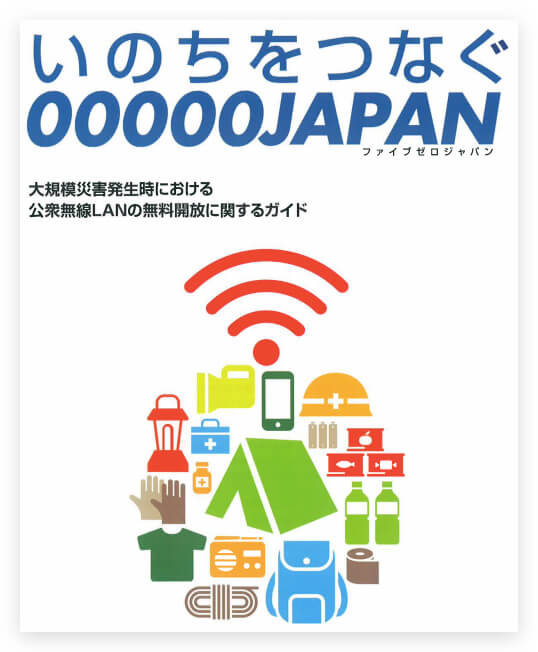 いのちをつなぐ
00000JAPAN
ファイブゼロジャパン
大規模災害発生時における
公衆無線LANの無料開放に関するガイド